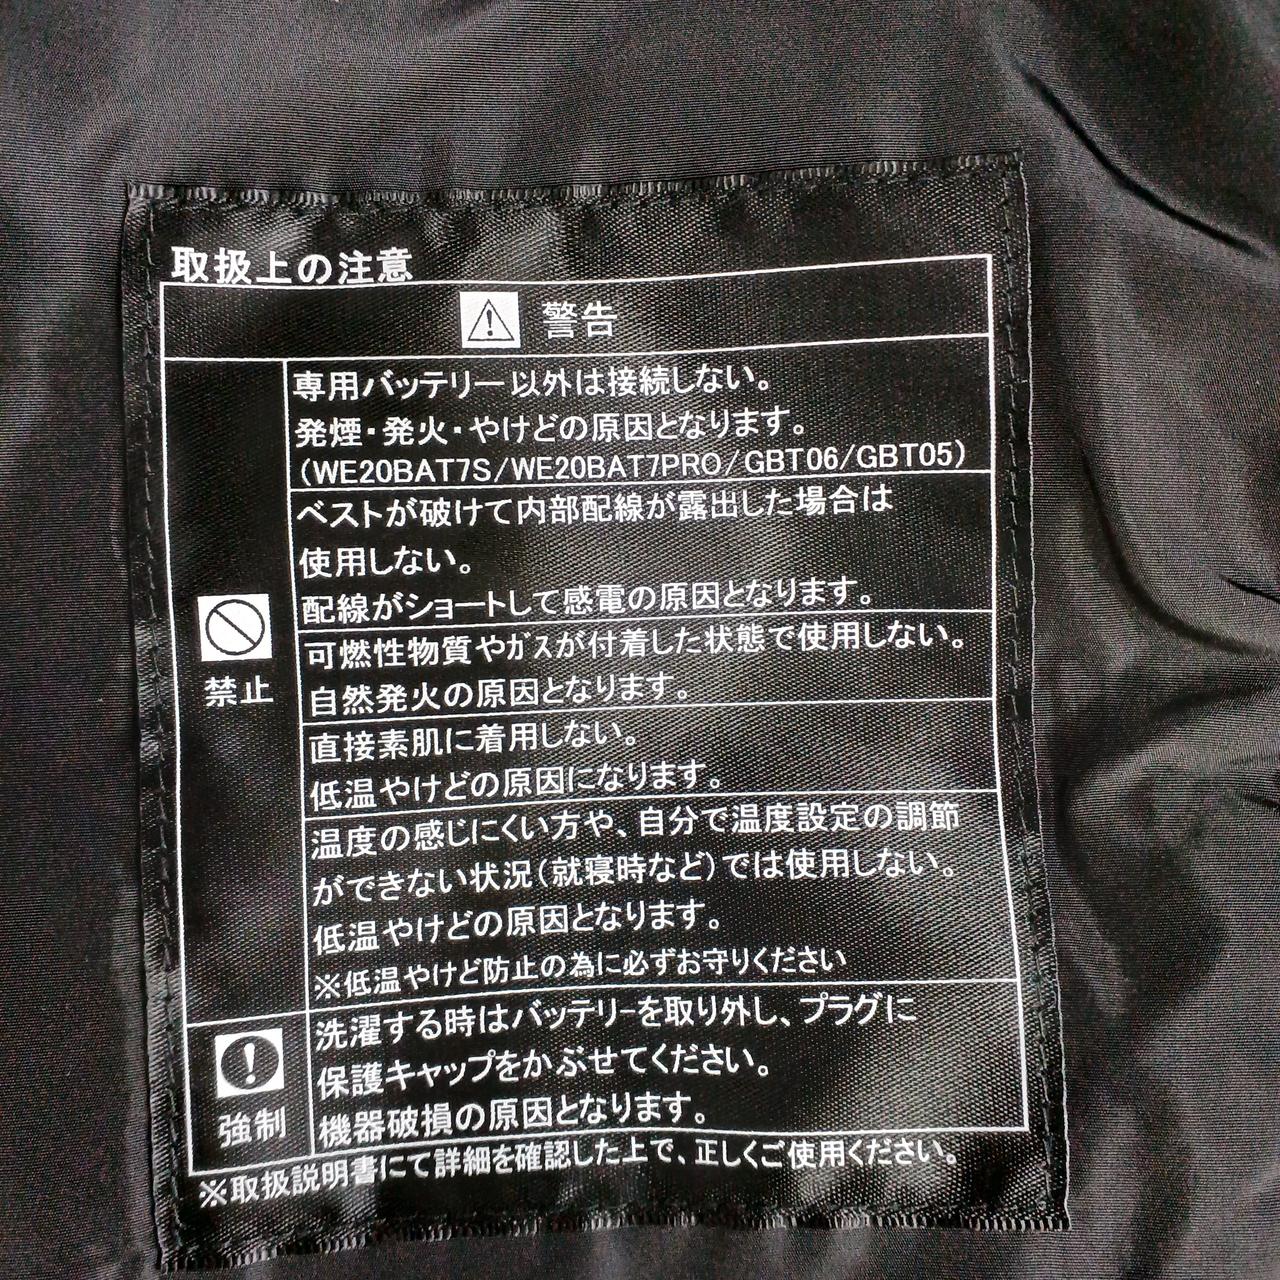 取扱上の注意
警告
専用バッテリー以外は接続しない。
発煙・発火・やけどの原因となります。
(WE20BAT7S/WE20BAT7PRO/GBT06/GBT05)
ベストが破けて内部配線が露出した場合は
使用しない。
配線がショートして感電の原因となります。
可燃性物質やガスが付着した状態で使用しない。
自然発火の原因となります。
直接素肌に着用しない。
低温やけどの原因になります。
温度の感じにくい方や、自分で温度設定の調節
ができない状況(就寝時など)では使用しない。
低温やけどの原因となります。
※低温やけど防止の為に必ずお守りください
禁止
洗濯する時はバッテリーを取り外し、プラグに
保護キャップをかぶせてください。
機器破損の原因となります。
強制
※取扱説明書にて詳細を確認した上で、正しくご使用ください。